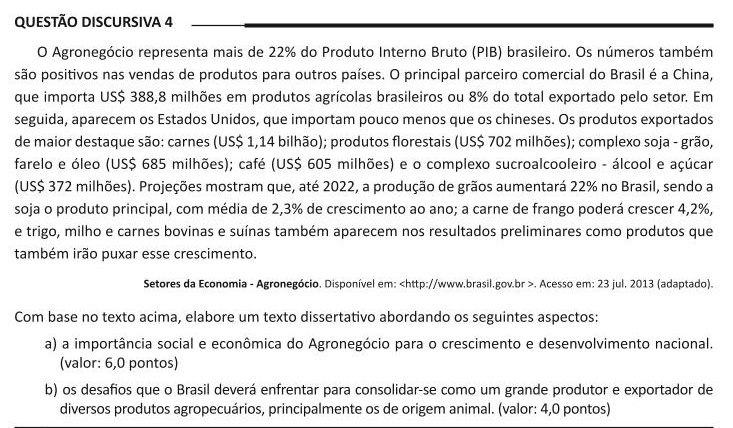 QUESTÃO DISCURSIVA 4
O Agronegócio representa mais de 22% do Produto Interno Bruto (PIB) brasileiro. Os números também
são positivos nas vendas de produtos para outros países. O principal parceiro comercial do Brasil é a China,
que importa US$ 388,8 milhões em produtos agrícolas brasileiros ou 8% do total exportado pelo setor. Em
seguida, aparecem os Estados Unidos, que importam pouco menos que os chineses. Os produtos exportados
de maior destaque são: carnes (US$ 1,14 bilhão); produtos florestais (US$ 702 milhões); complexo soja - grão,
farelo e óleo (US$ 685 milhões); café (US$ 605 milhões) e o complexo sucroalcooleiro - álcool e açúcar
(US$ 372 milhões). Projeções mostram que, até 2022, a produção de grãos aumentará 22% no Brasil, sendo a
soja o produto principal, com média de 2,3% de crescimento ao ano; a carne de frango poderá crescer 4,2%,
e trigo, milho e carnes bovinas e suínas também aparecem nos resultados preliminares como produtos que
também irão puxar esse crescimento.
Setores da Economia - Agronegócio. Disponível em: <http://www.brasil.gov.br >. Acesso em: 23 jul. 2013 (adaptado).
Com base no texto acima, elabore um texto dissertativo abordando os seguintes aspectos:
a) a importância social e econômica do Agronegócio para o crescimento e desenvolvimento nacional.
(valor: 6,0 pontos)
b) os desafios que o Brasil deverá enfrentar para consolidar-se como um grande produtor e exportador de
diversos produtos agropecuários, principalmente os de origem animal. (valor: 4,0 pontos)